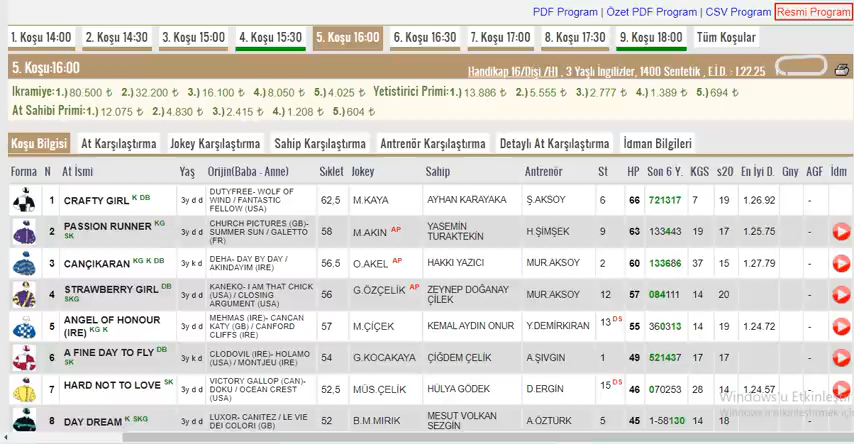 PDF Program | Özet PDF Program | CSV Program Resmi Program
1. Koşu 14:00 2. Koşu 14:30 3. Koşu 15:00 4. Koşu 15:30 5. Koşu 16:00 6. Koşu 16:30 7. Koşu 17:00 8. Koşu 17:30 9. Koşu 18:00 Tüm Koşular
5. Koşu:16:00 Handikap 16/Dişi /H1 , 3 Yaşlı İngilizler, 1400 Sentetik , E.İ.D. : 1.22.25
İkramiye:1.) 80.500 ₺ 2.) 32.200 ₺ 3.) 16.100 ₺ 4.) 8.050 ₺ 5.) 4.025 ₺ Yetistirici Primi:1.) 13.886 ₺ 2.) 5.555 ₺ 3.) 2.777 ₺ 4.) 1.389 ₺ 5.) 694 ₺
At Sahibi Primi:1.) 12.075 ₺ 2.) 4.830 ₺ 3.) 2.415 ₺ 4.) 1.208 ₺ 5.) 604 ₺
Koşu Bilgisi At Karşılaştırma Jokey Karşılaştırma Sahip Karşılaştırma Antrenör Karşılaştırma Detaylı At Karşılaştırma İdman Bilgileri
Forma N At İsmi Yaş Orijin(Baba - Anne) Sıklet Jokey Sahip Antrenör St HP Son 6 Y. KGS s20 En İyi D. Gny AGF İdm
1 CRAFTY GIRL K DB 3y d d DUTYFREE- WOLF OF WIND / FANTASTIC FELLOW (USA) 62,5 M.KAYA AYHAN KARAYAKA Ş.AKSOY 6 66 721317 7 19 1.26.92 -
2 PASSION RUNNER KG SK 3y d d CHURCH PICTURES (GB)- SUMMER SUN / GALETTO (FR) 58 M.AKIN AP YASEMİN TURAKTEKİN H.ŞİMŞEK 9 63 133443 19 17 1.25.75 -
3 CANÇIKARAN KG K DB 3y k d DEHA- DAY BY DAY / AKINDAYIM (IRE) 56,5 O.AKEL AP HAKKI YAZICI MUR.AKSOY 2 60 133686 37 15 1.27.79 -
4 STRAWBERRY GIRL DB SKG 3y d d KANEKO- I AM THAT CHICK (USA) / CLOSING ARGUMENT (USA) 56 G.ÖZÇELİK AP ZEYNEP DOĞANAY ÇİLEK MUR.AKSOY 12 57 084111 14 20 -
5 ANGEL OF HONOUR (IRE) KG K 3y d d MEHMAS (IRE)- CANCAN KATY (GB) / CANFORD CLIFFS (IRE) 57 M.ÇİÇEK KEMAL AYDIN ONUR Y.DEMİRKIRAN 13 DS 55 360313 14 19 1.24.72 -
6 A FINE DAY TO FLY DB SK 3y k d CLODOVIL (IRE)- HOLAMO (USA) / MONTJEU (IRE) 54 G.KOCAKAYA ÇİĞDEM ÇELİK A.ŞIVGIN 1 49 521437 17 17 -
7 HARD NOT TO LOVE SK 3y d d VICTORY GALLOP (CAN)- DOKU / OCEAN CREST (USA) 52,5 MÜS.ÇELİK HÜLYA GÖDEK D.ERGİN 15 DS 46 070253 28 14 1.24.57 -
8 DAY DREAM K SKG 3y d d LUXOR- CANITEZ / LE VIE DEI COLORI (GB) 52 B.M.MIRIK MESUT VOLKAN SEZGİN A.ÖZTÜRK 5 45 1-58130 14 18 -
Windows'u Etkinleştir